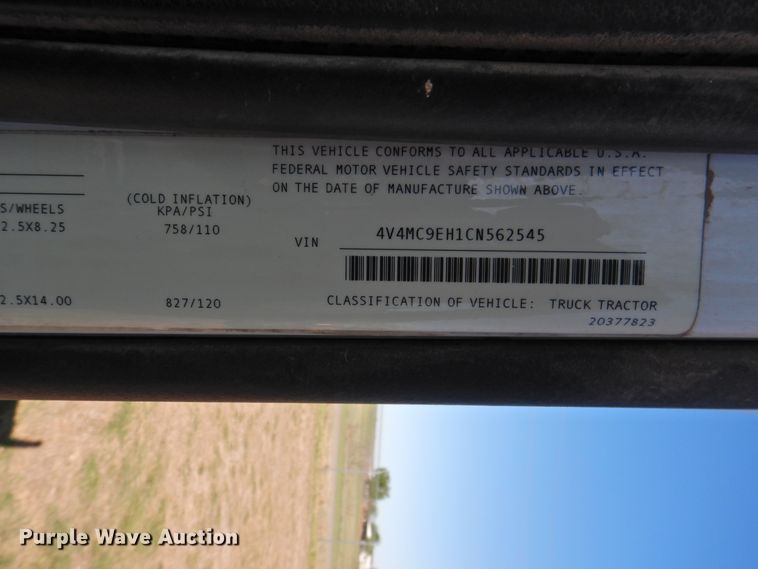 THIS VEHICLE CONFORMS TO ALL APPLICABLE U.S.A.
FEDERAL MOTOR VEHICLE SAFETY STANDARDS IN EFFECT
ON THE DATE OF MANUFACTURE SHOWN ABOVE.
(COLD INFLATION)
S/WHEELS KPA/PSI
2.5X8.25 758/110
VIN 4V4MC9EH1CN562545
2.5X14.00 827/120
CLASSIFICATION OF VEHICLE: TRUCK TRACTOR
20377823
Purple Wave Auction®